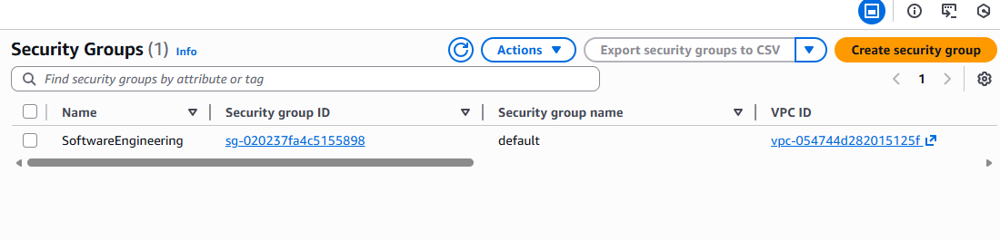 Security Groups (1) Info
Actions
Export security groups to CSV
Create security group
Find security groups by attribute or tag
1
Name Security group ID Security group name VPC ID
SoftwareEngineering sg-020237fa4c5155898 default vpc-054744d282015125f